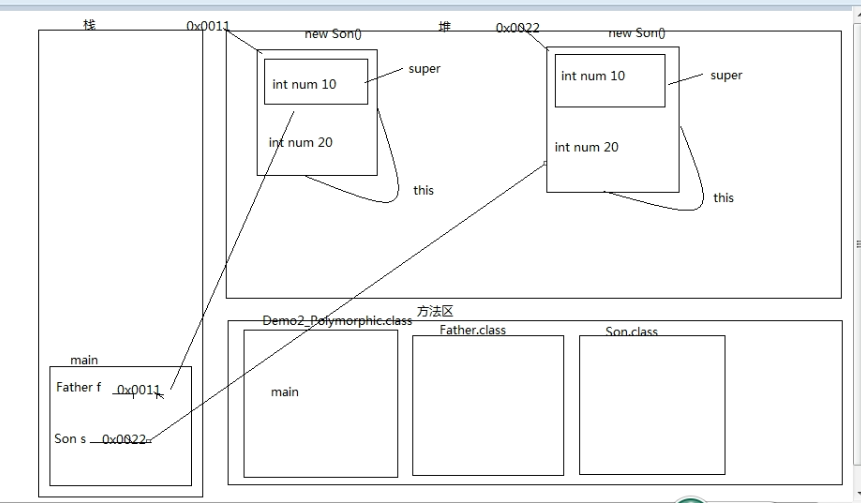 栈
0x0011
堆
0x0022
new Son()
new Son()
int num 10
super
int num 20
this
int num 10
super
int num 20
this
方法区
Demo2_Polymorphic.class
Father.class
Son.class
main
main
Father f 0x0011
Son s 0x0022